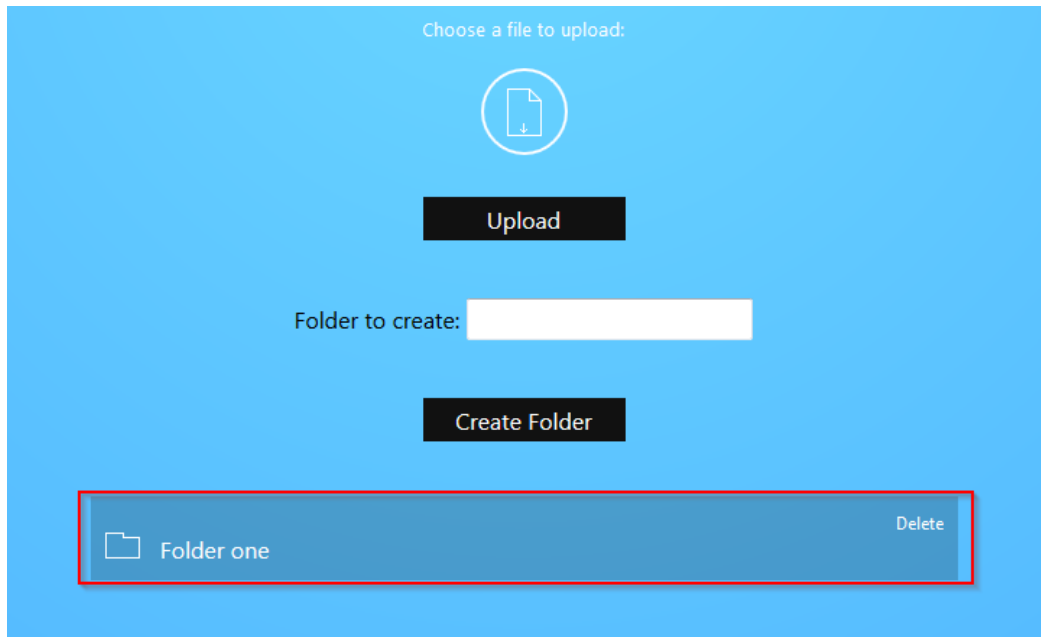 Choose a file to upload:
Upload
Folder to create:
Create Folder
Delete
Folder one